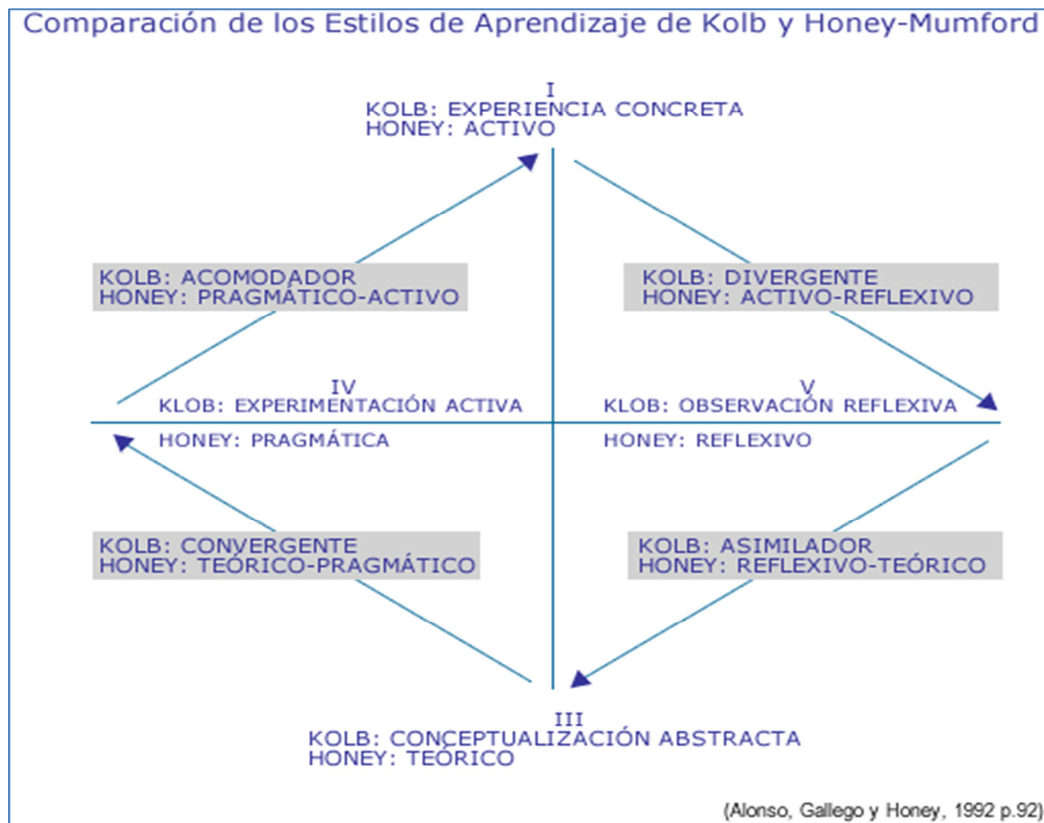 Comparación de los Estilos de Aprendizaje de Kolb y Honey-Mumford
I
KOLB: EXPERIENCIA CONCRETA
HONEY: ACTIVO
KOLB: ACOMODADOR
HONEY: PRAGMÁTICO-ACTIVO
KOLB: DIVERGENTE
HONEY: ACTIVO-REFLEXIVO
IV
KLOB: EXPERIMENTACIÓN ACTIVA
HONEY: PRAGMÁTICA
V
KLOB: OBSERVACIÓN REFLEXIVA
HONEY: REFLEXIVO
KOLB: CONVERGENTE
HONEY: TEÓRICO-PRAGMÁTICO
KOLB: ASIMILADOR
HONEY: REFLEXIVO-TEÓRICO
III
KOLB: CONCEPTUALIZACIÓN ABSTRACTA
HONEY: TEÓRICO
(Alonso, Gallego y Honey, 1992 p.92)